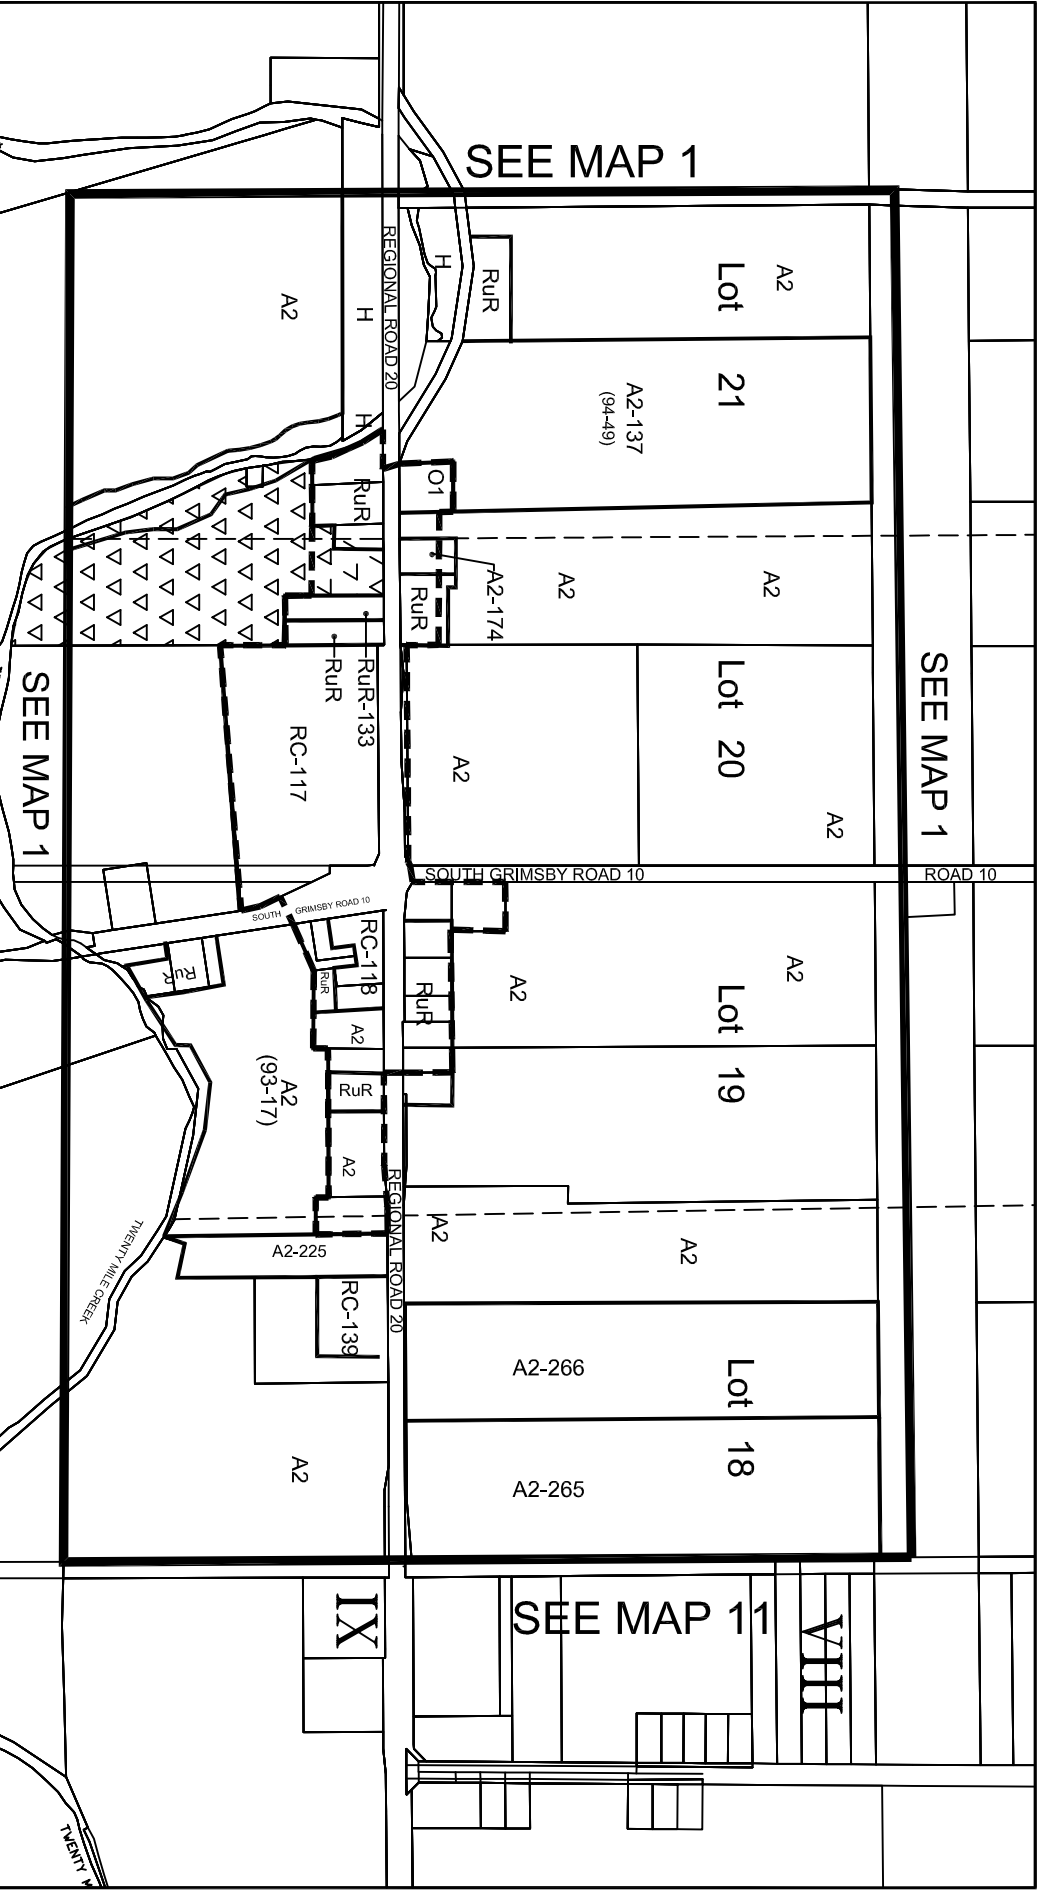 SEE MAP 1
REGIONAL ROAD 20
A2
H
H
H
RuR
Lot 21
A2
A2-137
(94-49)
O1
RuR
A2-174
RuR
A2
A2
RuR-133
RuR
RC-117
Lot 20
A2
A2
SEE MAP 1
SEE MAP 1
SOUTH GRIMSBY ROAD 10
ROAD 10
SOUTH GRIMSBY ROAD 10
RC-118
RuR
RuR
A2
RuR
A2
A2
Lot 19
A2
(93-17)
RuR
A2
REGIONAL ROAD 20
A2
A2
A2-225
RC-139
TWENTY MILE CREEK
A2-266
Lot 18
A2-265
A2
SEE MAP 11
IX
VIII
TWENTY M